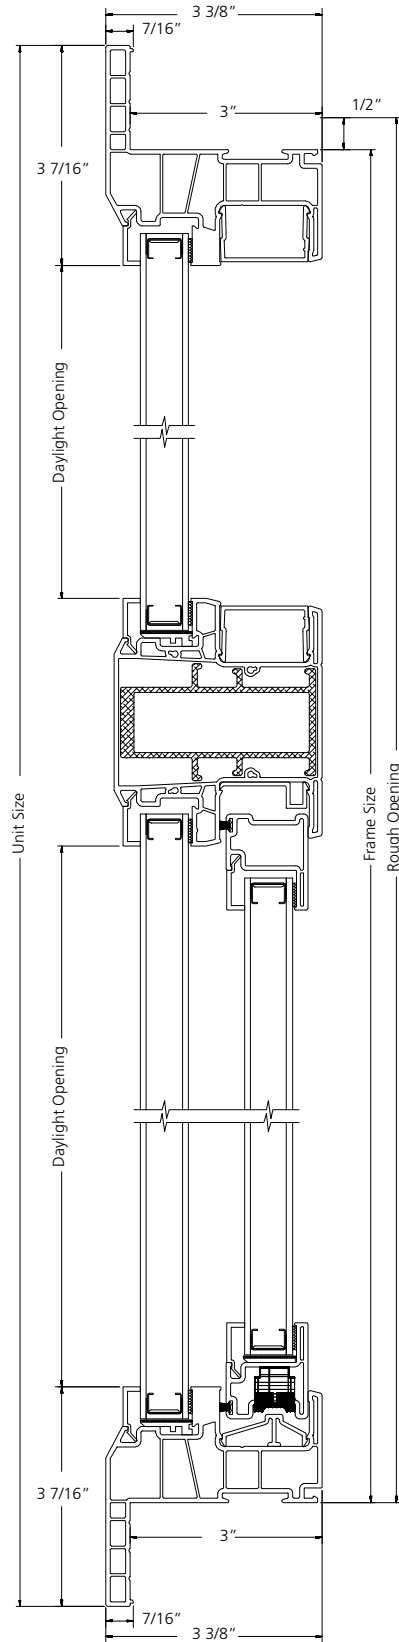 3 3/8”
7/16”
3”
1/2”
3 7/16”
Daylight Opening
Unit Size
Frame Size
Rough Opening
Daylight Opening
3 7/16”
3”
7/16”
3 3/8”